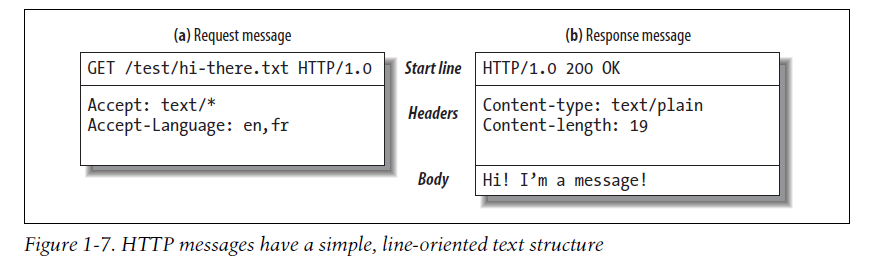 (a) Request message
GET /test/hi-there.txt HTTP/1.0
Accept: text/*
Accept-Language: en,fr
Start line
Headers
Body
(b) Response message
HTTP/1.0 200 OK
Content-type: text/plain
Content-length: 19
Hi! I’m a message!
Figure 1-7. HTTP messages have a simple, line-oriented text structure